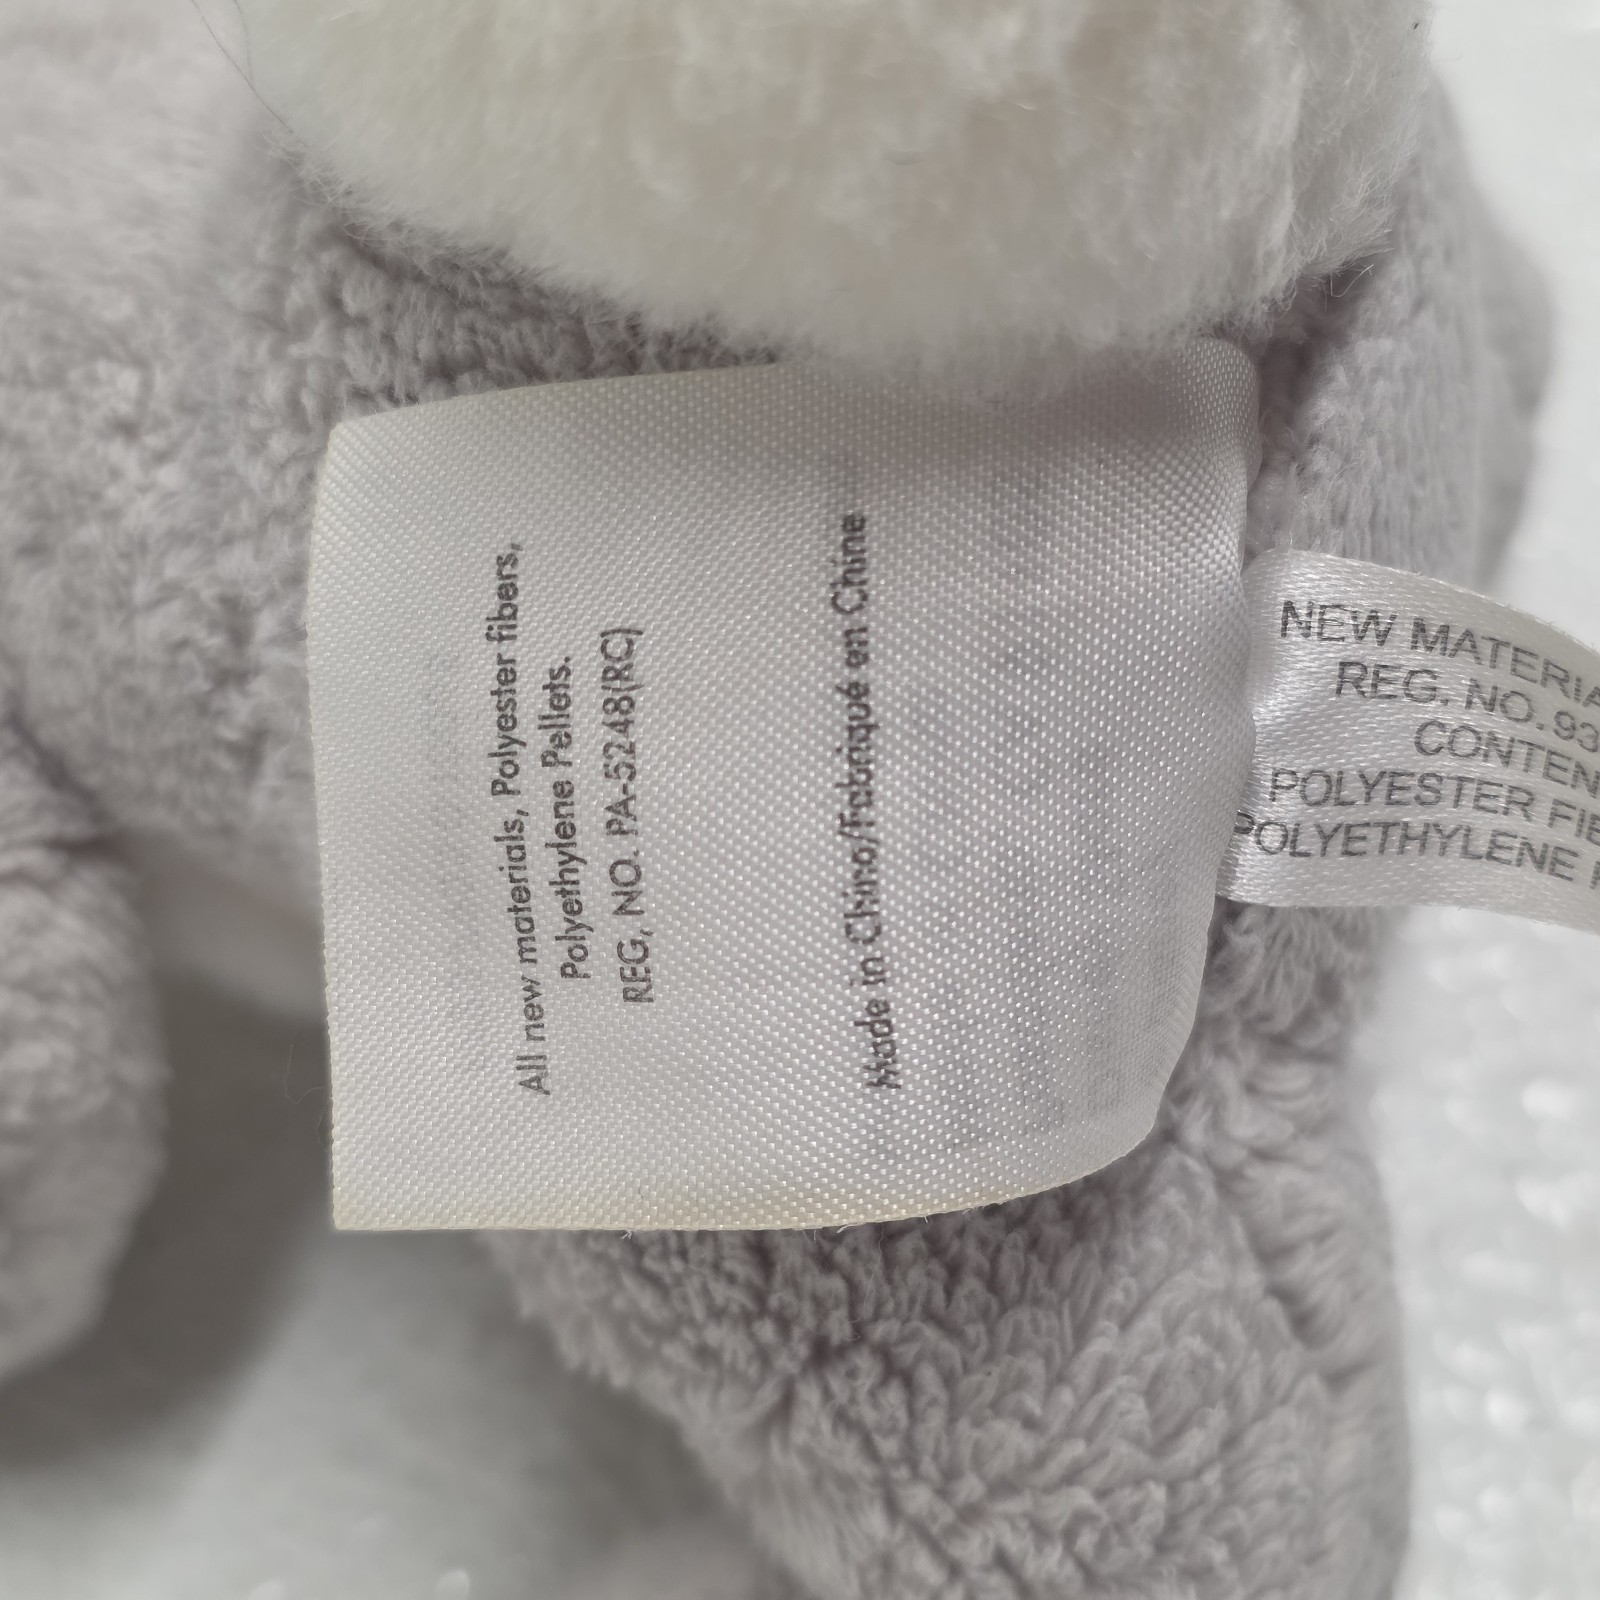 All new materials, Polyester fibers,
Polyethylene Pellets.
REG, NO. PA-5248(RC)
Made in China/Fabriqué en Chine
NEW MATERIA
REG. NO. 93
CONTEN
POLYESTER FIB
POLYETHYLENE